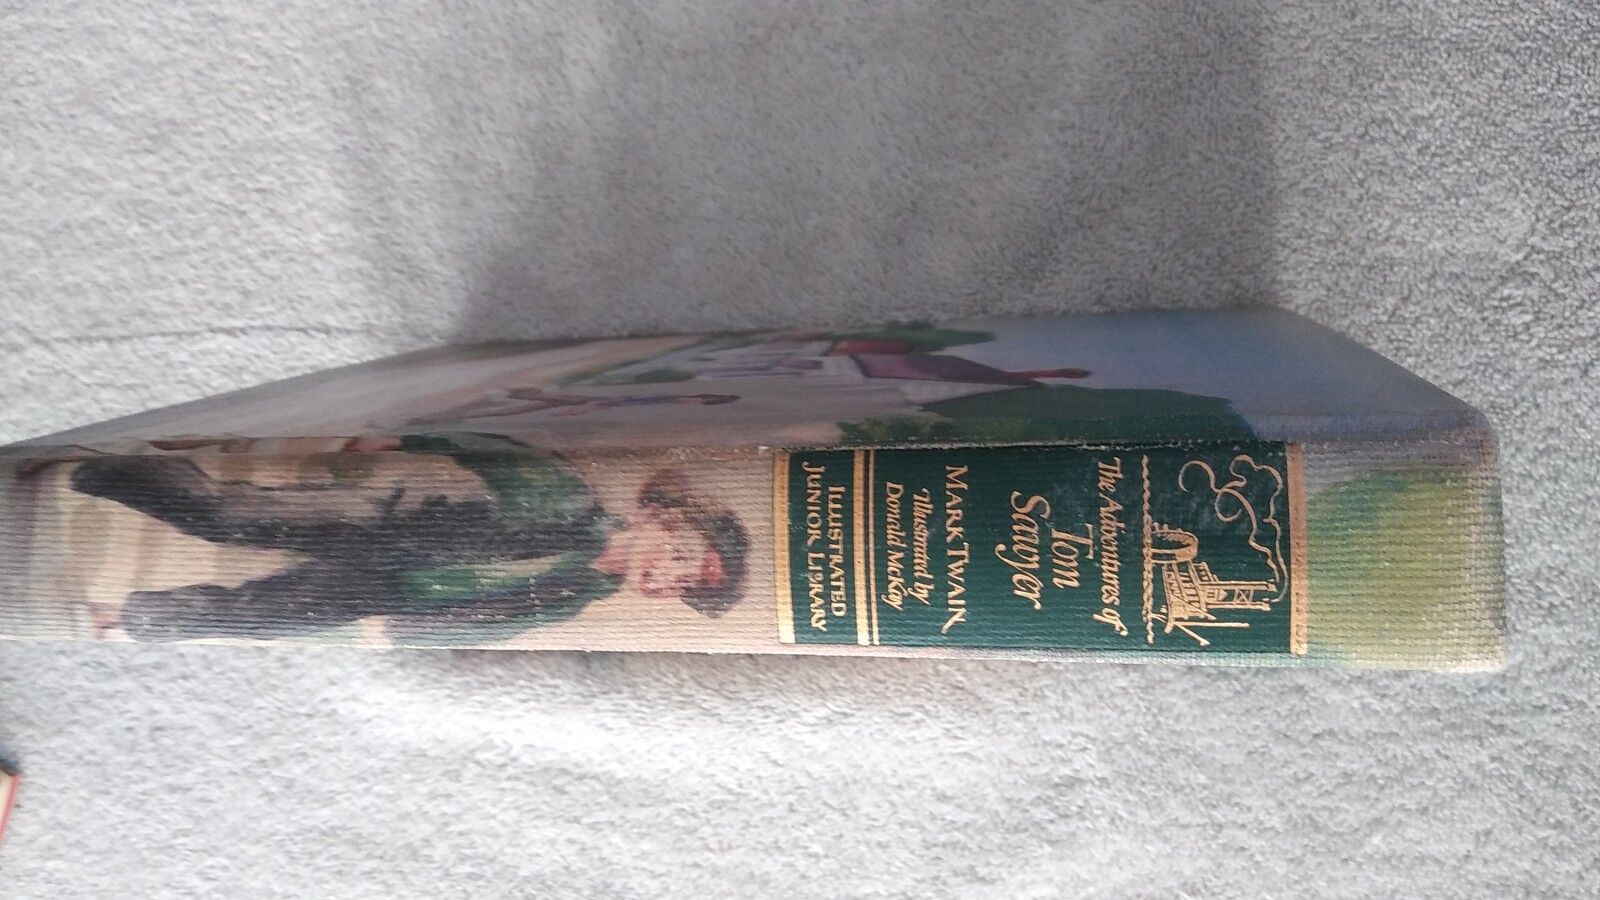 The Adventures of
Tom
Sawyer
MARK TWAIN
Illustrated by
Donald McKay
ILLUSTRATED
JUNIOR LIBRARY